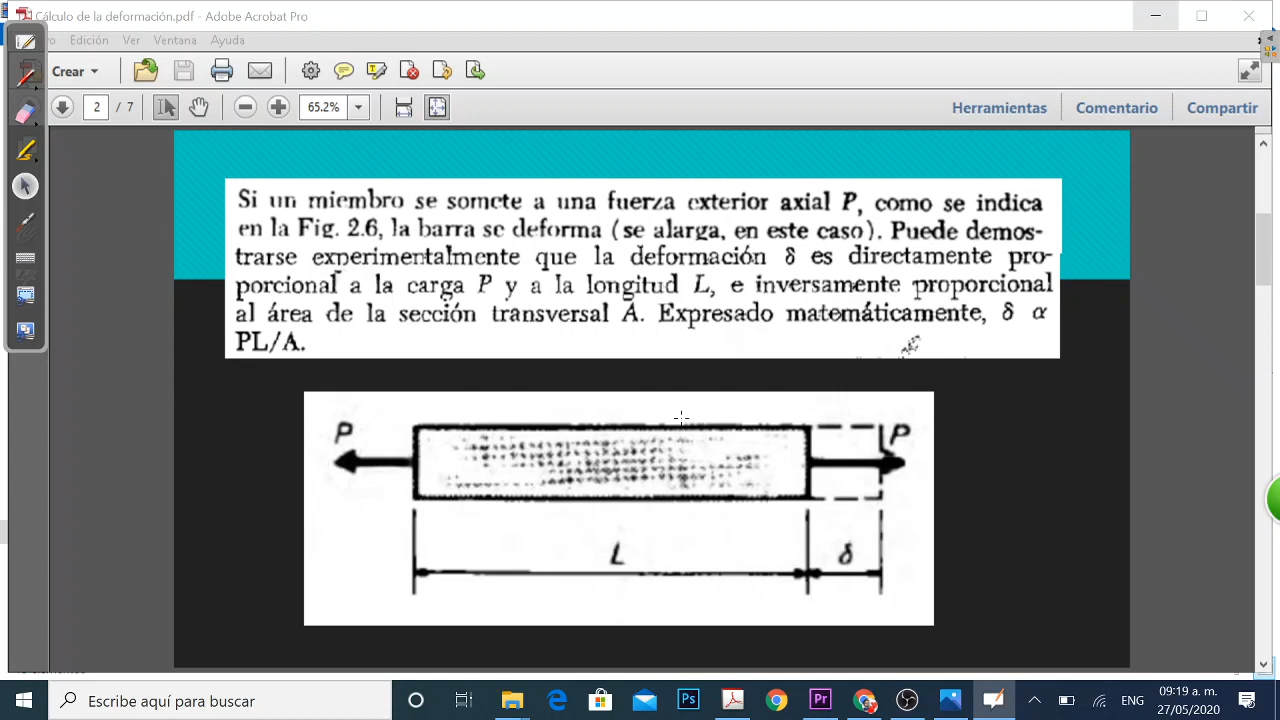 Cálculo de la deformación.pdf - Adobe Acrobat Pro
Edición Ver Ventana Ayuda
Crear
2 / 7 65.2% Herramientas Comentario Compartir
Si un miembro se somete a una fuerza exterior axial P, como se indica
en la Fig. 2.6, la barra se deforma (se alarga, en este caso). Puede demos-
trarse experimentalmente que la deformación δ es directamente pro-
porcional a la carga P y a la longitud L, e inversamente proporcional
al área de la sección transversal A. Expresado matemáticamente, δ α
PL/A.
P P
L δ
Escribe aquí para buscar Ps Pr ENG 09:19 a. m.
27/05/2020